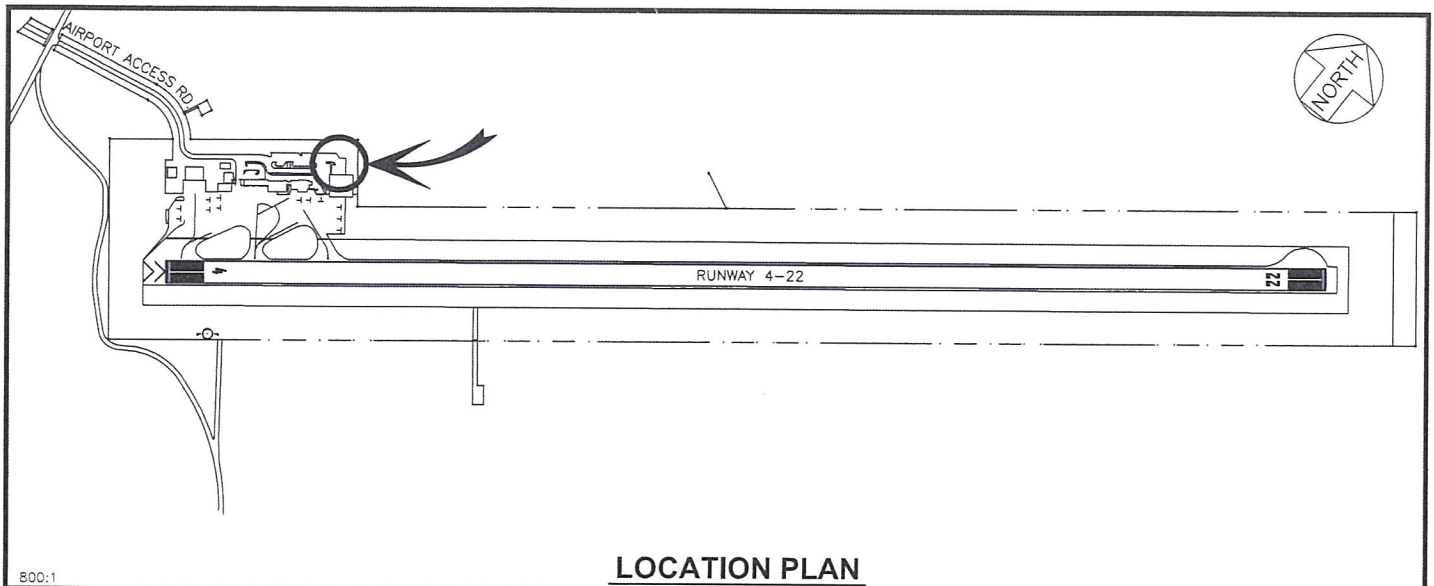 AIRPORT ACCESS RD.
NORTH
RUNWAY 4-22
4
22
LOCATION PLAN
800:1